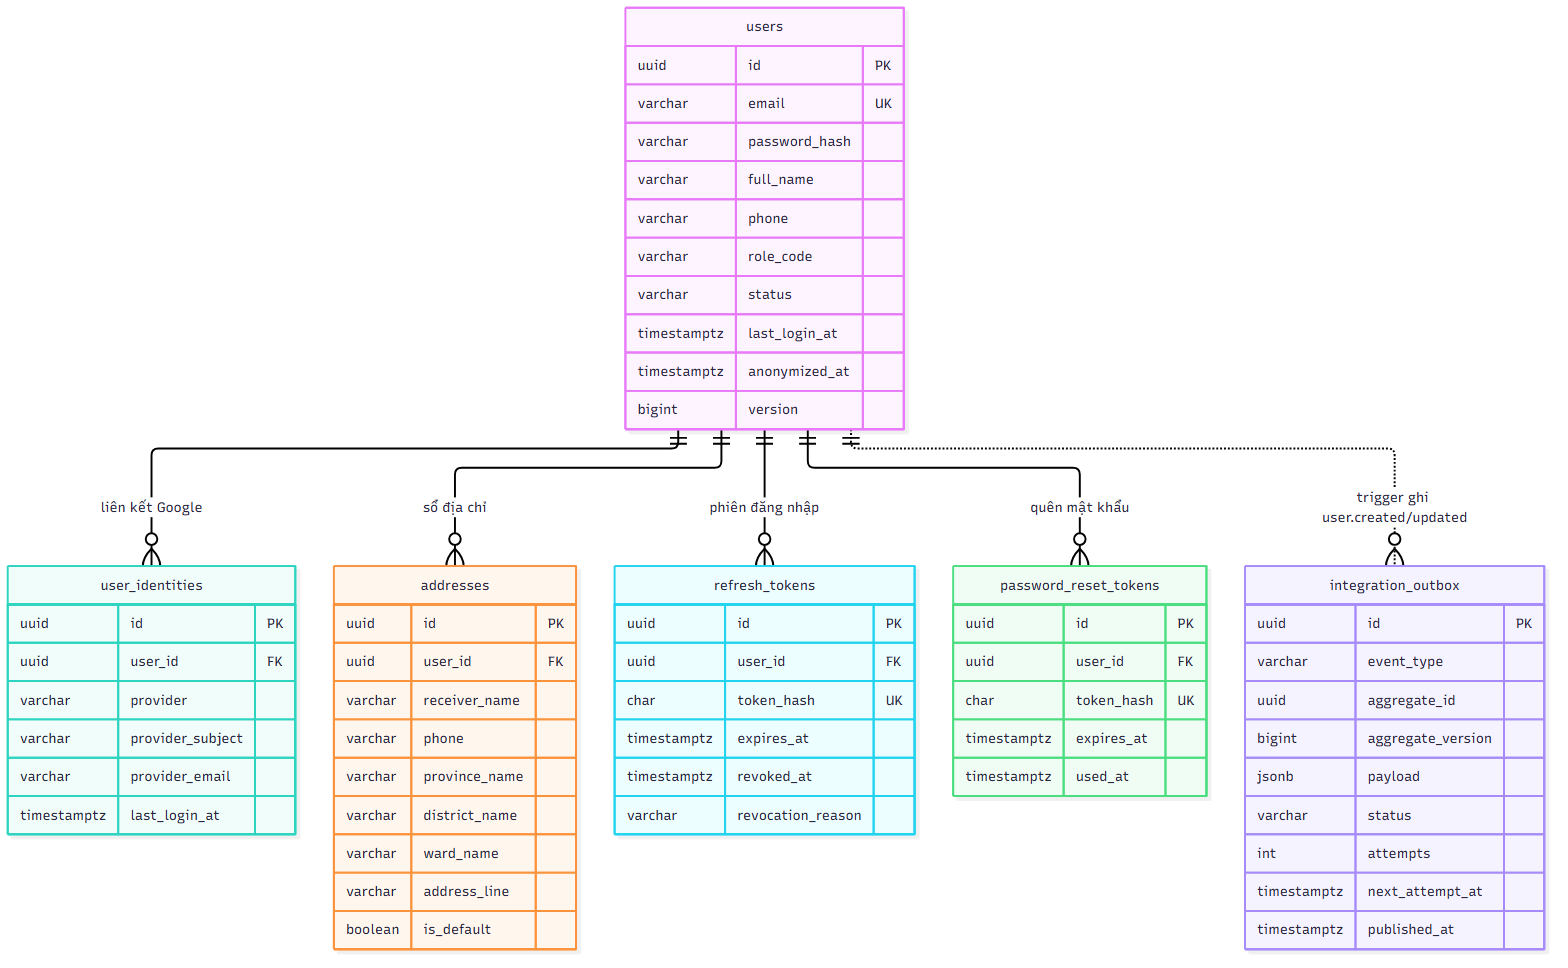 users
uuid id PK
varchar email UK
varchar password_hash
varchar full_name
varchar phone
varchar role_code
varchar status
timestamptz last_login_at
timestamptz anonymized_at
bigint version
liên kết Google
sổ địa chỉ
phiên đăng nhập
quên mật khẩu
trigger ghi
user.created/updated
user_identities
uuid id PK
uuid user_id FK
varchar provider
varchar provider_subject
varchar provider_email
timestamptz last_login_at
addresses
uuid id PK
uuid user_id FK
varchar receiver_name
varchar phone
varchar province_name
varchar district_name
varchar ward_name
varchar address_line
boolean is_default
refresh_tokens
uuid id PK
uuid user_id FK
char token_hash UK
timestamptz expires_at
timestamptz revoked_at
varchar revocation_reason
password_reset_tokens
uuid id PK
uuid user_id FK
char token_hash UK
timestamptz expires_at
timestamptz used_at
integration_outbox
uuid id PK
varchar event_type
uuid aggregate_id
bigint aggregate_version
jsonb payload
varchar status
int attempts
timestamptz next_attempt_at
timestamptz published_at